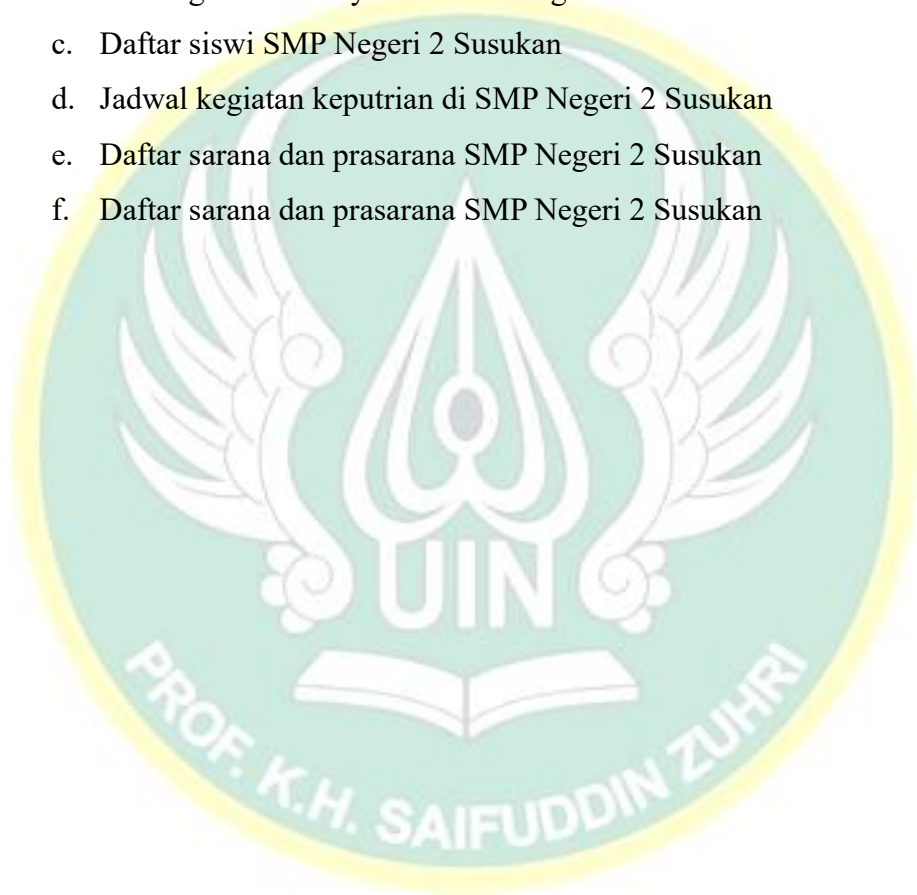 c. Daftar siswi SMP Negeri 2 Susukan
d. Jadwal kegiatan keputrian di SMP Negeri 2 Susukan
e. Daftar sarana dan prasarana SMP Negeri 2 Susukan
f. Daftar sarana dan prasarana SMP Negeri 2 Susukan
UIN
PROF. K.H. SAIFUDDIN ZUHRI